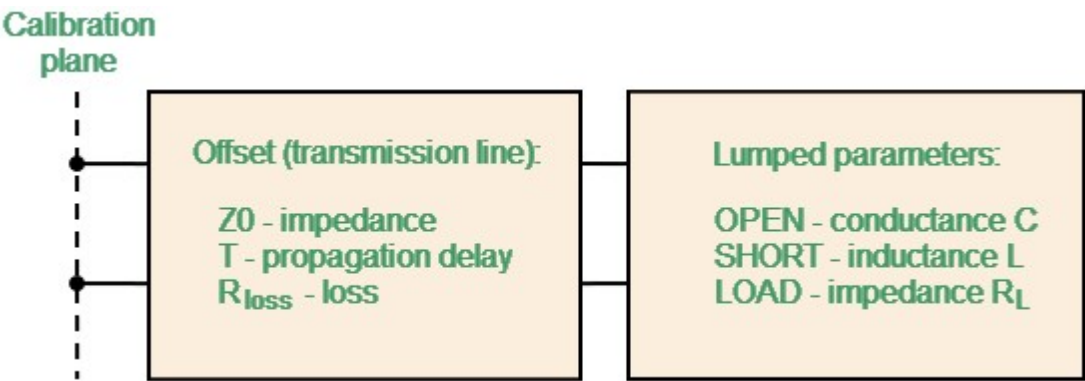 Calibration
plane
Offset (transmission line):
Z0 - impedance
T - propagation delay
Rloss - loss
Lumped parameters:
OPEN - conductance C
SHORT - inductance L
LOAD - impedance RL